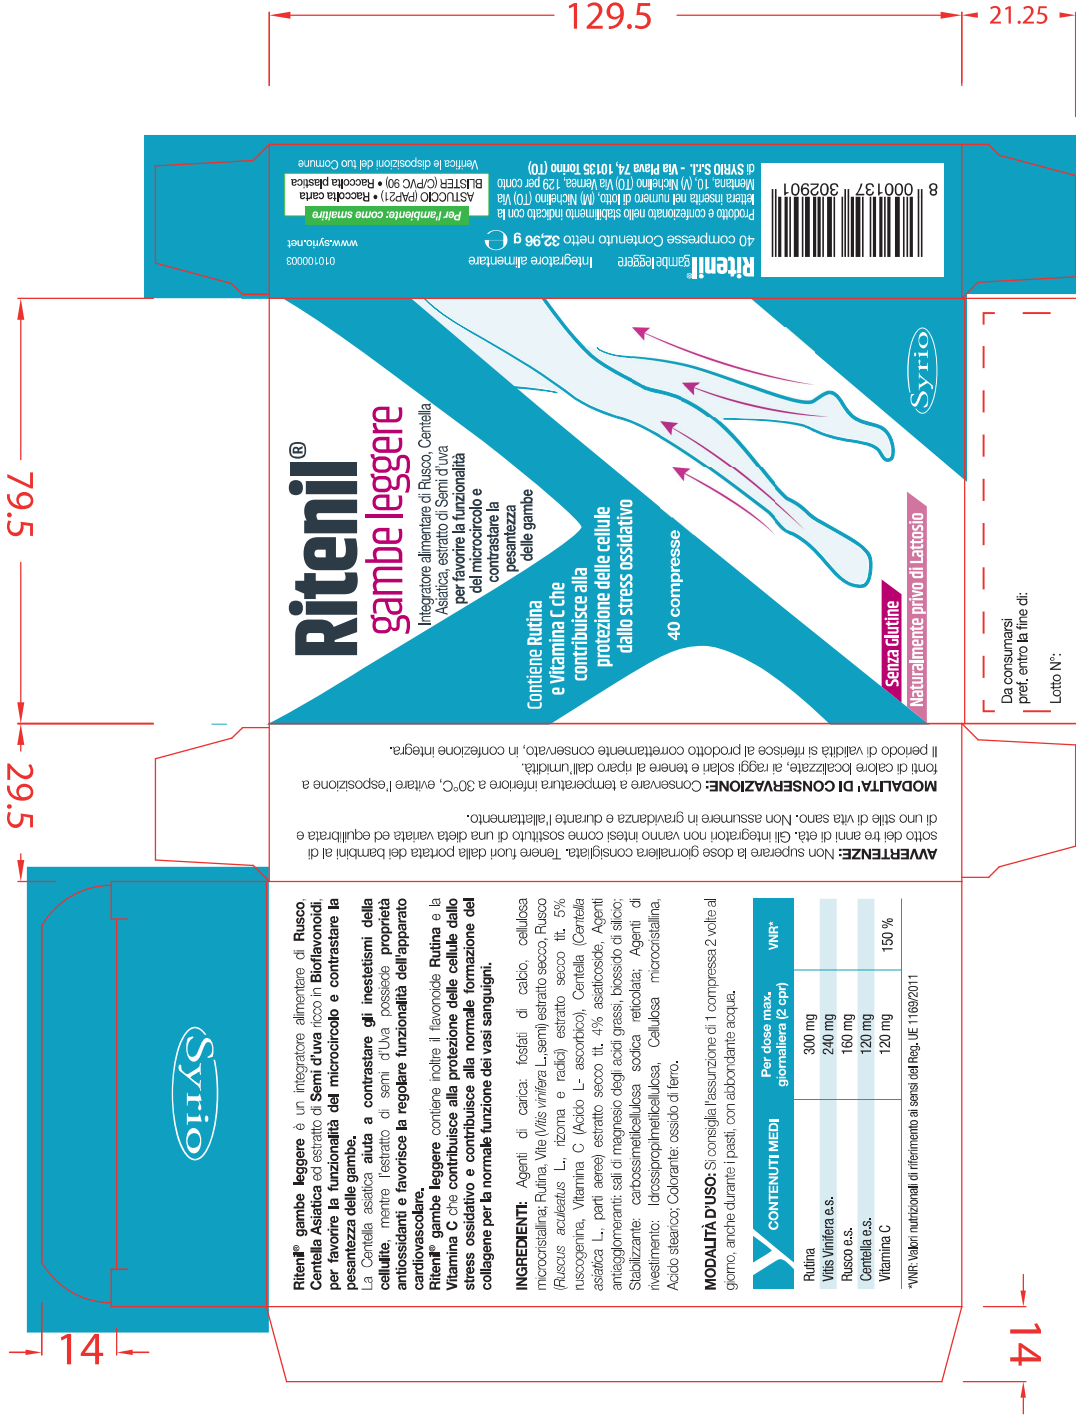 129.5
21.25
79.5
29.5
14
14
Ritenil® gambe leggere
Integratore alimentare
40 compresse Contenuto netto 32,96 g ℮
Prodotto e confezionato nello stabilimento indicato con la
lettera inserita nel numero di lotto, (M) Nichelino (TO) Via
Mentana, 10, (V) Nichelino (TO) Via Vernea, 129 per conto
di SYRIO S.r.l. - Via Piava 74, 10135 Torino (TO)
010100003
www.syrio.net
Per l'ambiente: come smaltire
ASTUCCIO (PAP21) • Raccolta carta
BLISTER (C/PVC 90) • Raccolta plastica
Verifica le disposizioni del tuo Comune
8 000137 302901
Ritenil®
gambe leggere
Integratore alimentare di Rusco, Centella
Asiatica, estratto di Semi d'uva
per favorire la funzionalità
del microcircolo e
contrastare la
pesantezza
delle gambe
Contiene Rutina
e Vitamina C che
contribuisce alla
protezione delle cellule
dallo stress ossidativo
40 compresse
Senza Glutine
Naturalmente privo di Lattosio
Syrio
Da consumarsi
pref. entro la fine di:
Lotto N°:
AVVERTENZE: Non superare la dose giornaliera consigliata. Tenere fuori dalla portata dei bambini al di
sotto dei tre anni di età. Gli integratori non vanno intesi come sostituto di una dieta variata ed equilibrata e
di uno stile di vita sano. Non assumere in gravidanza e durante l'allattamento.
MODALITA' DI CONSERVAZIONE: Conservare a temperatura inferiore a 30°C, evitare l'esposizione a
fonti di calore localizzate, ai raggi solari e tenere al riparo dall'umidità.
Il periodo di validità si riferisce al prodotto correttamente conservato, in confezione integra.
Syrio
Ritenil® gambe leggere è un integratore alimentare di Rusco,
Centella Asiatica ed estratto di Semi d'uva ricco in Bioflavonoidi,
per favorire la funzionalità del microcircolo e contrastare la
pesantezza delle gambe.
La Centella asiatica aiuta a contrastare gli inestetismi della
cellulite, mentre l'estratto di semi d'Uva possiede proprietà
antiossidanti e favorisce la regolare funzionalità dell'apparato
cardiovascolare.
Ritenil® gambe leggere contiene inoltre il flavonoide Rutina e la
Vitamina C che contribuisce alla protezione delle cellule dallo
stress ossidativo e contribuisce alla normale formazione del
collagene per la normale funzione dei vasi sanguigni.
INGREDIENTI: Agenti di carica: fosfati di calcio, cellulosa
microcristallina; Rutina, Vite (Vitis vinifera L.,semi) estratto secco, Rusco
(Ruscus aculeatus L., rizoma e radici) estratto secco tit. 5%
ruscogenina, Vitamina C (Acido L- ascorbico), Centella (Centella
asiatica L., parti aeree) estratto secco tit. 4% asiaticoside, Agenti
antiagglomeranti: sali di magnesio degli acidi grassi, biossido di silicio;
Stabilizzante: carbossimetilcellulosa sodica reticolata; Agenti di
rivestimento: Idrossipropilmetilcellulosa, Cellulosa microcristallina,
Acido stearico; Colorante: ossido di ferro.
MODALITÀ D'USO: Si consiglia l'assunzione di 1 compressa 2 volte al
giorno, anche durante i pasti, con abbondante acqua.
CONTENUTI MEDI Per dose max. giornaliera (2 cpr) VNR*
Rutina 300 mg
Vitis Vinifera e.s. 240 mg
Rusco e.s. 160 mg
Centella e.s. 120 mg
Vitamina C 120 mg 150 %
*VNR: Valori nutrizionali di riferimento ai sensi del Reg. UE 1169/2011